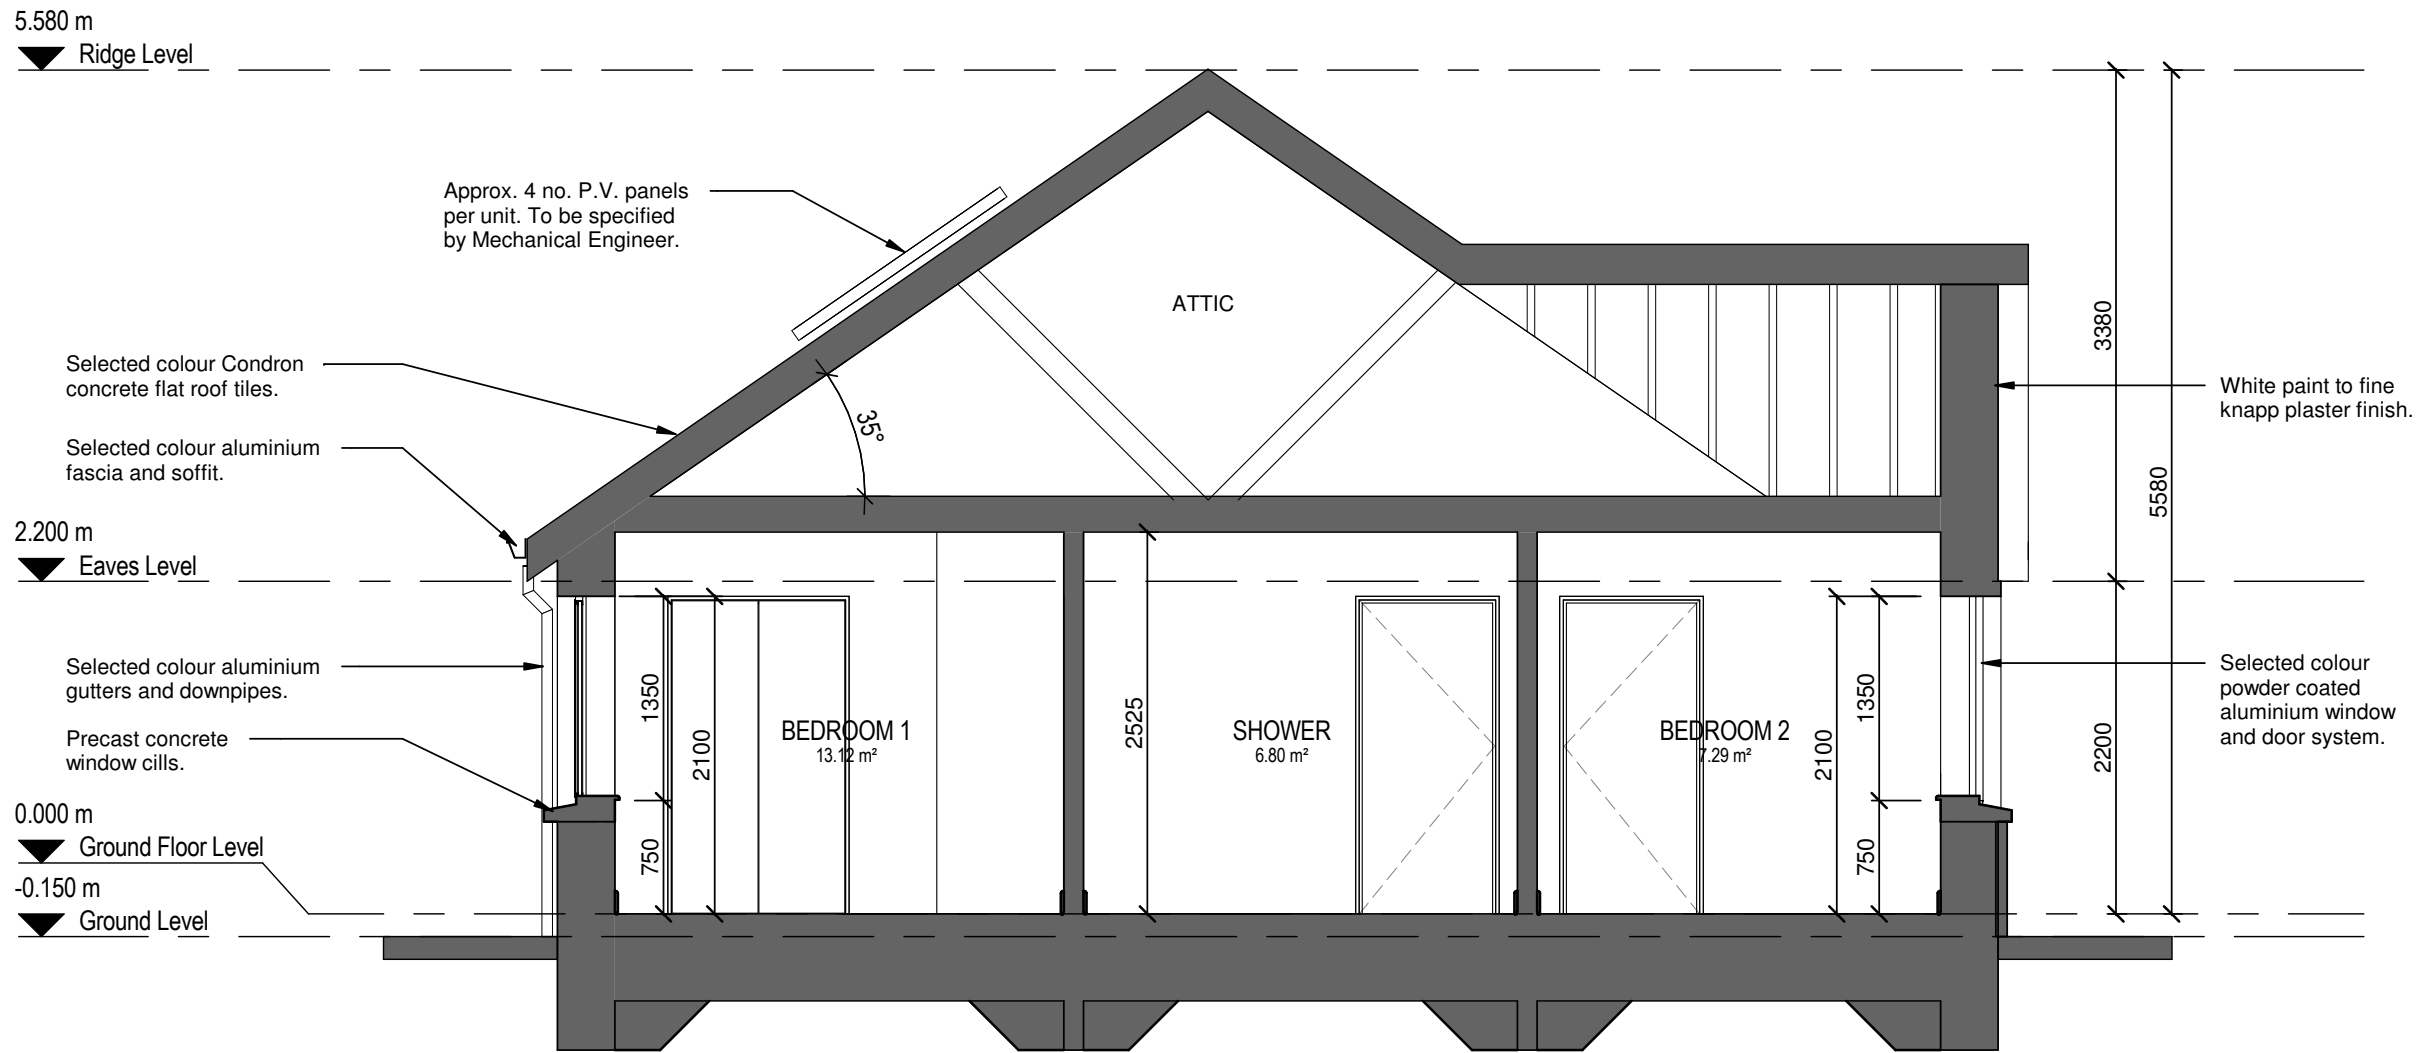 5.580 m
Ridge Level
Approx. 4 no. P.V. panels
per unit. To be specified
by Mechanical Engineer.
ATTIC
3380
Selected colour Condron
concrete flat roof tiles.
White paint to fine
knapp plaster finish.
35°
Selected colour aluminium
fascia and soffit.
5580
2.200 m
Eaves Level
Selected colour aluminium
gutters and downpipes.
Selected colour
powder coated
aluminium window
and door system.
1350
2100
2525
1350
2100
2200
BEDROOM 1
13.12 m²
SHOWER
6.80 m²
BEDROOM 2
7.29 m²
Precast concrete
window cills.
0.000 m
Ground Floor Level
750
750
-0.150 m
Ground Level